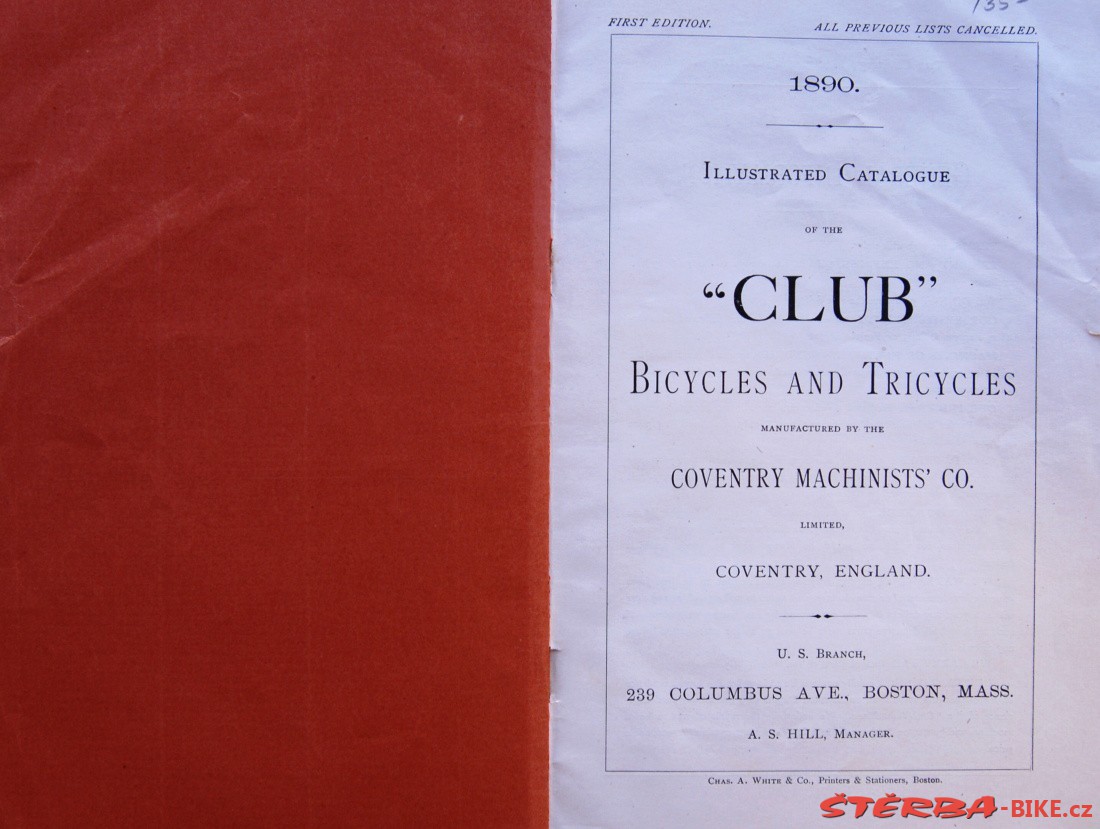 135-
FIRST EDITION. ALL PREVIOUS LISTS CANCELLED.
1890.
ILLUSTRATED CATALOGUE
OF THE
“CLUB”
BICYCLES AND TRICYCLES
MANUFACTURED BY THE
COVENTRY MACHINISTS’ CO.
LIMITED,
COVENTRY, ENGLAND.
U. S. BRANCH,
239 COLUMBUS AVE., BOSTON, MASS.
A. S. HILL, MANAGER.
CHAS. A. WHITE & CO., Printers & Stationers, Boston.
ŠTĚRBA-BIKE.cz